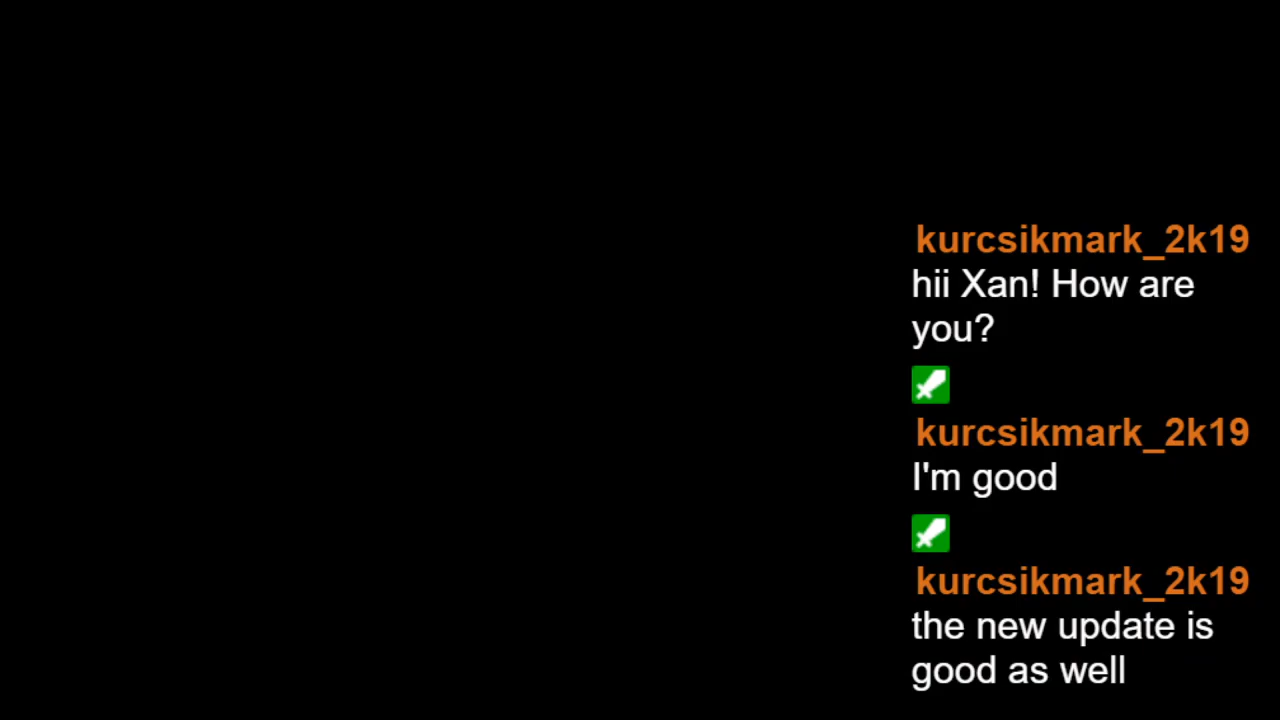 kurcsikmark_2k19
hii Xan! How are
you?
kurcsikmark_2k19
I'm good
kurcsikmark_2k19
the new update is
good as well